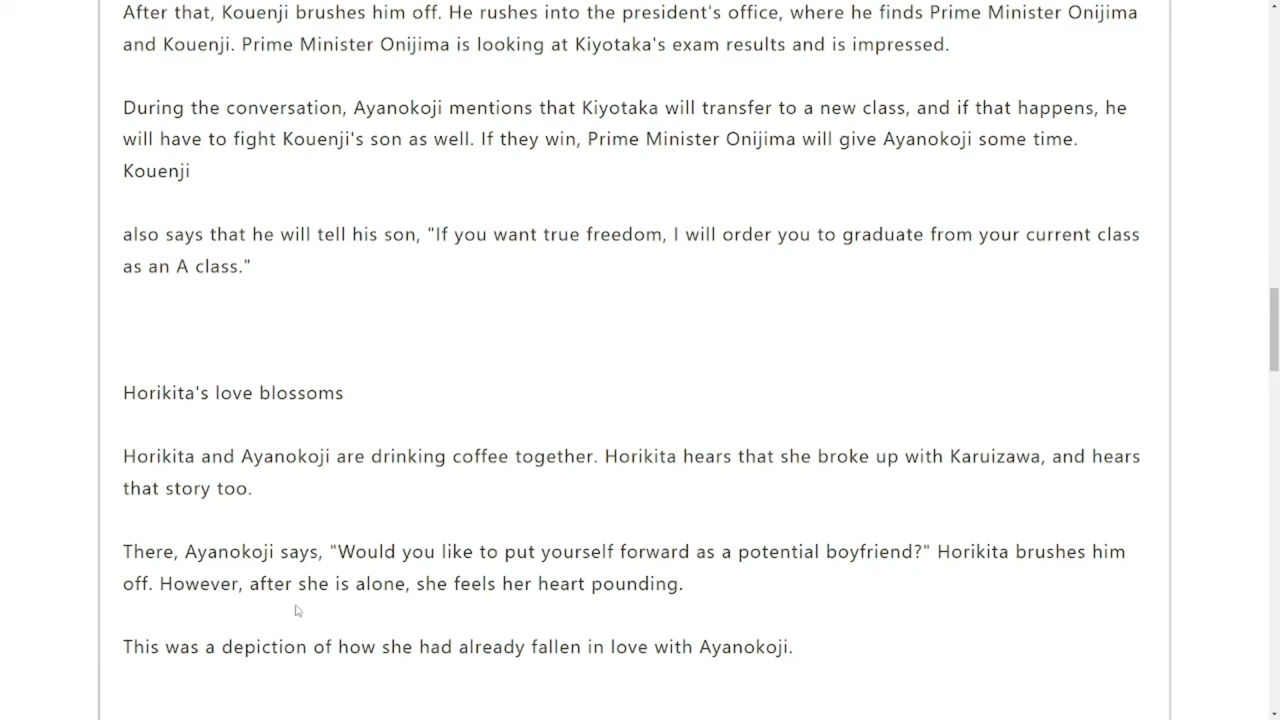 After that, Kouenji brushes him off. He rushes into the president's office, where he finds Prime Minister Onijima
and Kouenji. Prime Minister Onijima is looking at Kiyotaka's exam results and is impressed.
During the conversation, Ayanokoji mentions that Kiyotaka will transfer to a new class, and if that happens, he
will have to fight Kouenji's son as well. If they win, Prime Minister Onijima will give Ayanokoji some time.
Kouenji
also says that he will tell his son, "If you want true freedom, I will order you to graduate from your current class
as an A class."
Horikita's love blossoms
Horikita and Ayanokoji are drinking coffee together. Horikita hears that she broke up with Karuizawa, and hears
that story too.
There, Ayanokoji says, "Would you like to put yourself forward as a potential boyfriend?" Horikita brushes him
off. However, after she is alone, she feels her heart pounding.
This was a depiction of how she had already fallen in love with Ayanokoji.